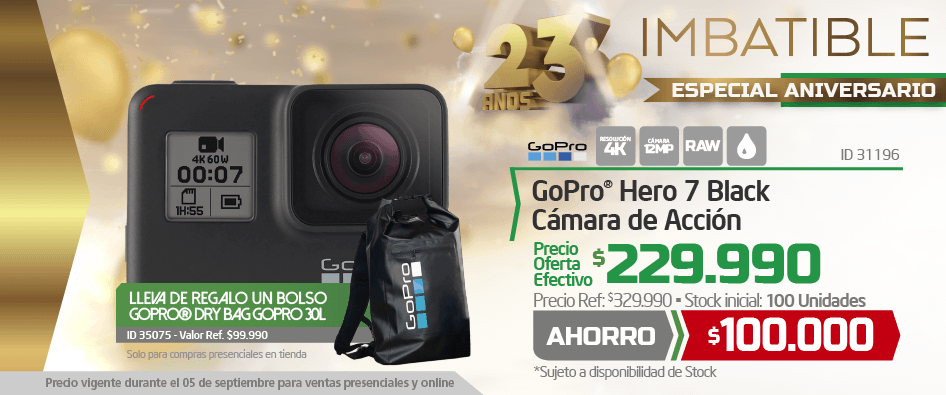 23
AÑOS
IMBATIBLE
ESPECIAL ANIVERSARIO
GoPro
RESOLUCIÓN
4K
CÁMARA
12MP
RAW
ID 31196
GoPro® Hero 7 Black
Cámara de Acción
Precio
Oferta
Efectivo
$229.990
Precio Ref: $329.990 • Stock inicial: 100 Unidades
AHORRO
$100.000
*Sujeto a disponibilidad de Stock
4K 60W
00:07
1H:55
GoPro
GoPro
LLEVA DE REGALO UN BOLSO
GOPRO® DRY BAG GOPRO 30L
ID 35075 - Valor Ref. $99.990
Solo para compras presenciales en tienda
Precio vigente durante el 05 de septiembre para ventas presenciales y online